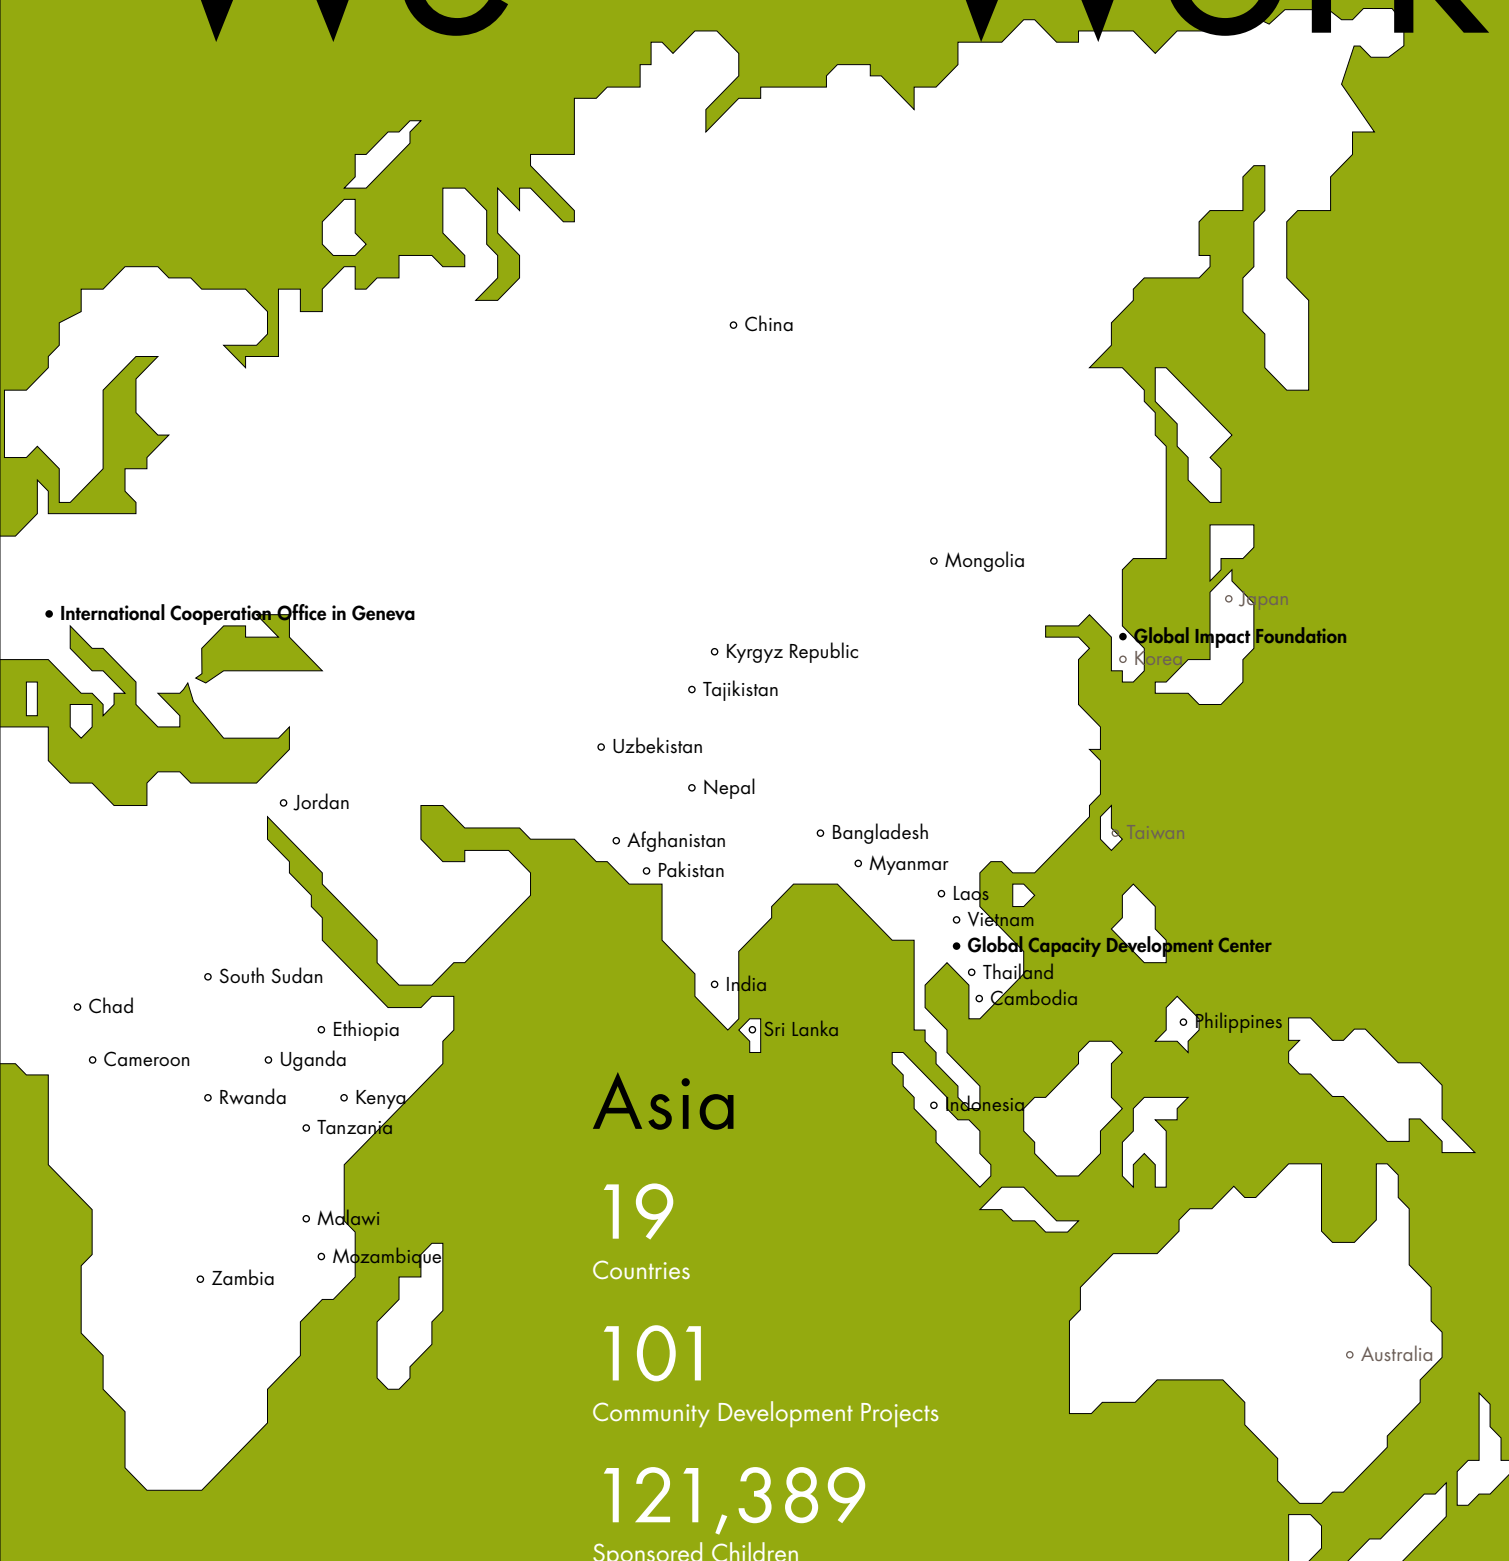 We Work
China
Mongolia
Japan
International Cooperation Office in Geneva
Global Impact Foundation
Kyrgyz Republic
Korea
Tajikistan
Uzbekistan
Nepal
Jordan
Bangladesh
Taiwan
Afghanistan
Myanmar
Pakistan
Laos
Vietnam
Global Capacity Development Center
Thailand
South Sudan
India
Cambodia
Chad
Philippines
Ethiopia
Sri Lanka
Cameroon
Uganda
Rwanda
Kenya
Indonesia
Tanzania
Malawi
Mozambique
Zambia
Australia
Asia
19
Countries
101
Community Development Projects
121,389
Sponsored Children